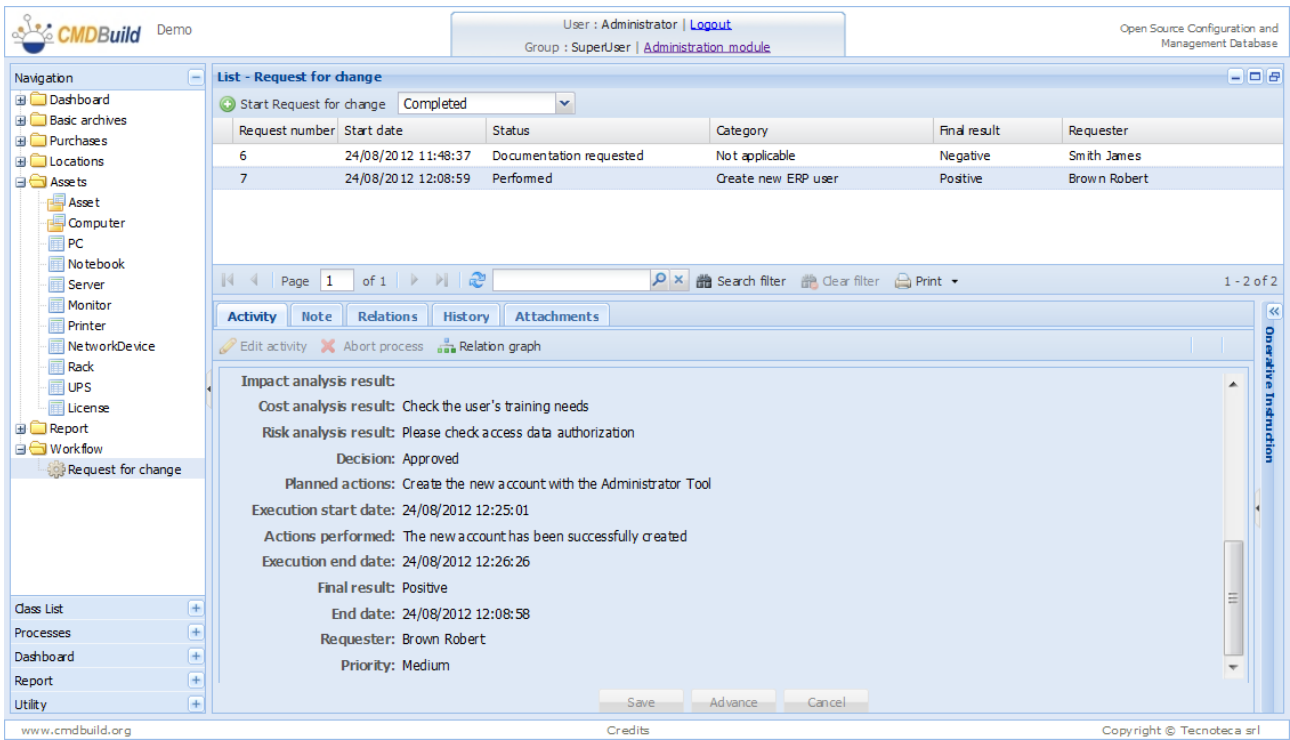 CMDBuild Demo
User : Administrator | Logout
Group : SuperUser | Administration module
Open Source Configuration and
Management Database
Navigation
Dashboard
Basic archives
Purchases
Locations
Assets
Asset
Computer
PC
Notebook
Server
Monitor
Printer
NetworkDevice
Rack
UPS
License
Report
Workflow
Request for change
Class List
Processes
Dashboard
Report
Utility
List - Request for change
Start Request for change Completed
Request number Start date Status Category Final result Requester
6 24/08/2012 11:48:37 Documentation requested Not applicable Negative Smith James
7 24/08/2012 12:08:59 Performed Create new ERP user Positive Brown Robert
Page 1 of 1 Search filter Clear filter Print 1 - 2 of 2
Activity Note Relations History Attachments
Edit activity Abort process Relation graph
Impact analysis result:
Cost analysis result: Check the user's training needs
Risk analysis result: Please check access data authorization
Decision: Approved
Planned actions: Create the new account with the Administrator Tool
Execution start date: 24/08/2012 12:25:01
Actions performed: The new account has been successfully created
Execution end date: 24/08/2012 12:26:26
Final result: Positive
End date: 24/08/2012 12:08:58
Requester: Brown Robert
Priority: Medium
Save Advance Cancel
Operative Instruction
www.cmdbuild.org Credits Copyright © Tecnoteca srl